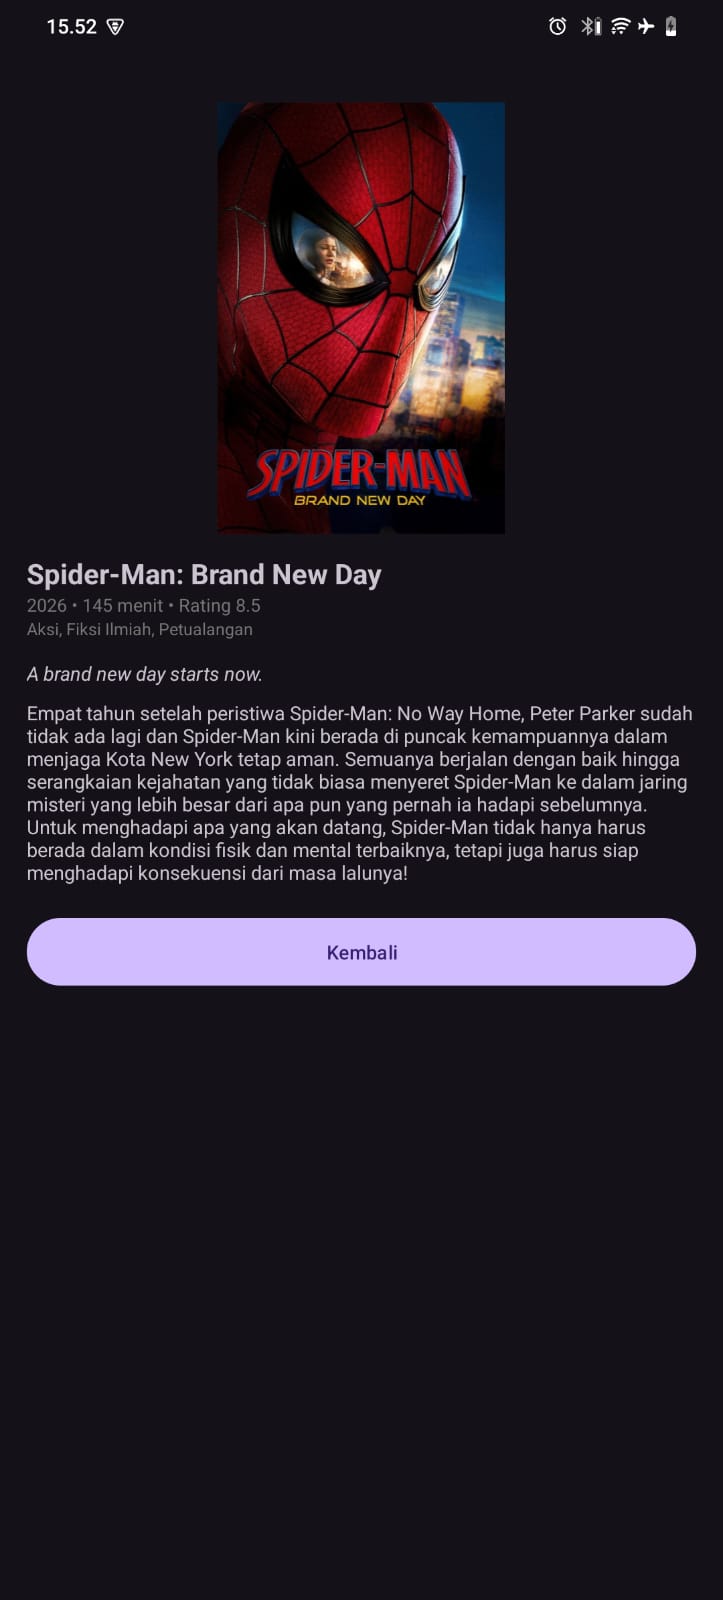 15.52
SPIDER-MAN
BRAND NEW DAY
Spider-Man: Brand New Day
2026 • 145 menit • Rating 8.5
Aksi, Fiksi Ilmiah, Petualangan
A brand new day starts now.
Empat tahun setelah peristiwa Spider-Man: No Way Home, Peter Parker sudah
tidak ada lagi dan Spider-Man kini berada di puncak kemampuannya dalam
menjaga Kota New York tetap aman. Semuanya berjalan dengan baik hingga
serangkaian kejahatan yang tidak biasa menyeret Spider-Man ke dalam jaring
misteri yang lebih besar dari apa pun yang pernah ia hadapi sebelumnya.
Untuk menghadapi apa yang akan datang, Spider-Man tidak hanya harus
berada dalam kondisi fisik dan mental terbaiknya, tetapi juga harus siap
menghadapi konsekuensi dari masa lalunya!
Kembali